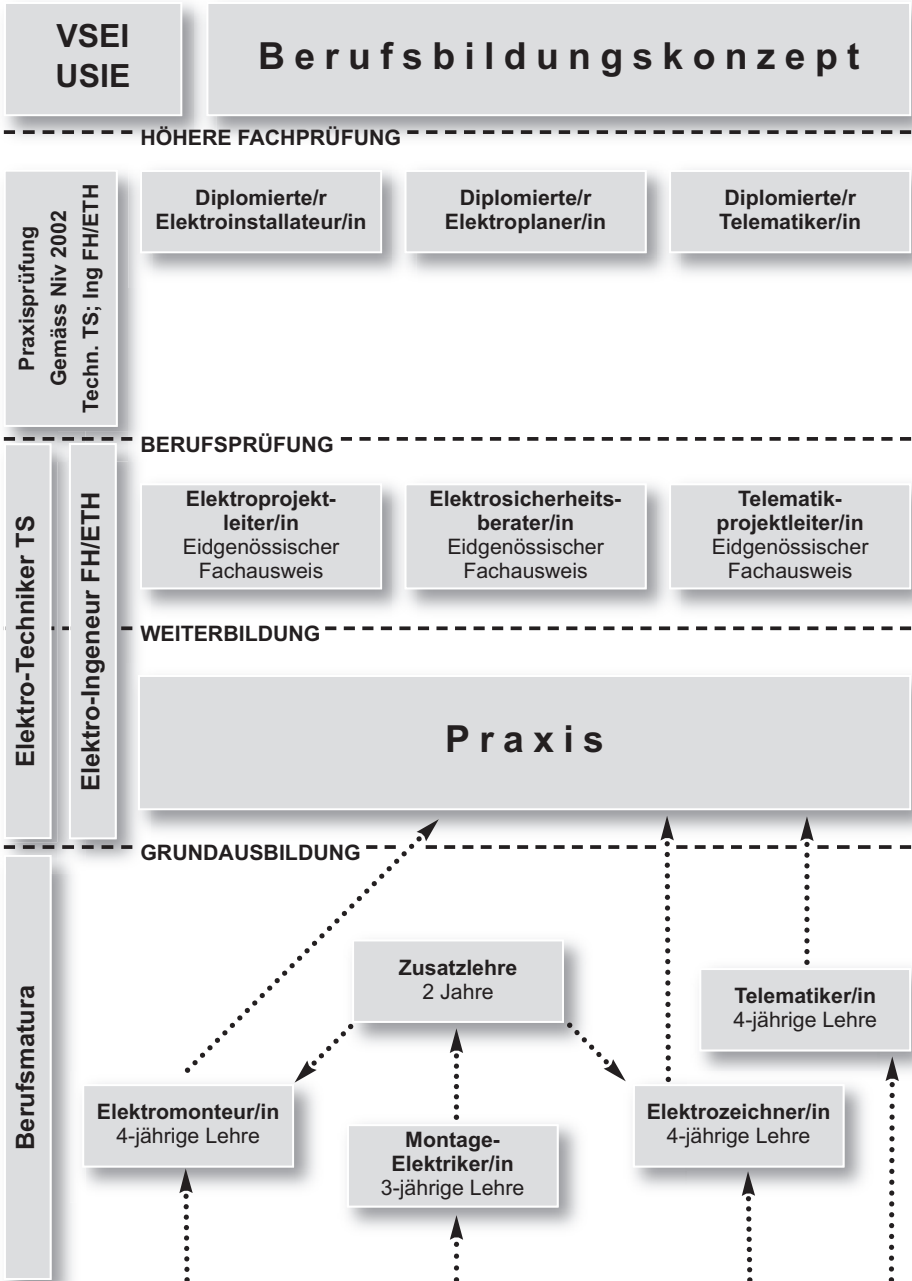 VSEI
USIE
Berufsbildungskonzept
HÖHERE FACHPRÜFUNG
Praxisprüfung
Gemäss Niv 2002
Techn. TS; Ing FH/ETH
Diplomierte/r
Elektroinstallateur/in
Diplomierte/r
Elektroplaner/in
Diplomierte/r
Telematiker/in
BERUFSPRÜFUNG
Elektro-Techniker TS
Elektro-Ingeneur FH/ETH
Elektroprojekt-
leiter/in
Eidgenössischer
Fachausweis
Elektrosicherheits-
berater/in
Eidgenössischer
Fachausweis
Telematik-
projektleiter/in
Eidgenössischer
Fachausweis
WEITERBILDUNG
Praxis
GRUNDAUSBILDUNG
Berufsmatura
Zusatzlehre
2 Jahre
Telematiker/in
4-jährige Lehre
Elektromonteur/in
4-jährige Lehre
Montage-
Elektriker/in
3-jährige Lehre
Elektrozeichner/in
4-jährige Lehre